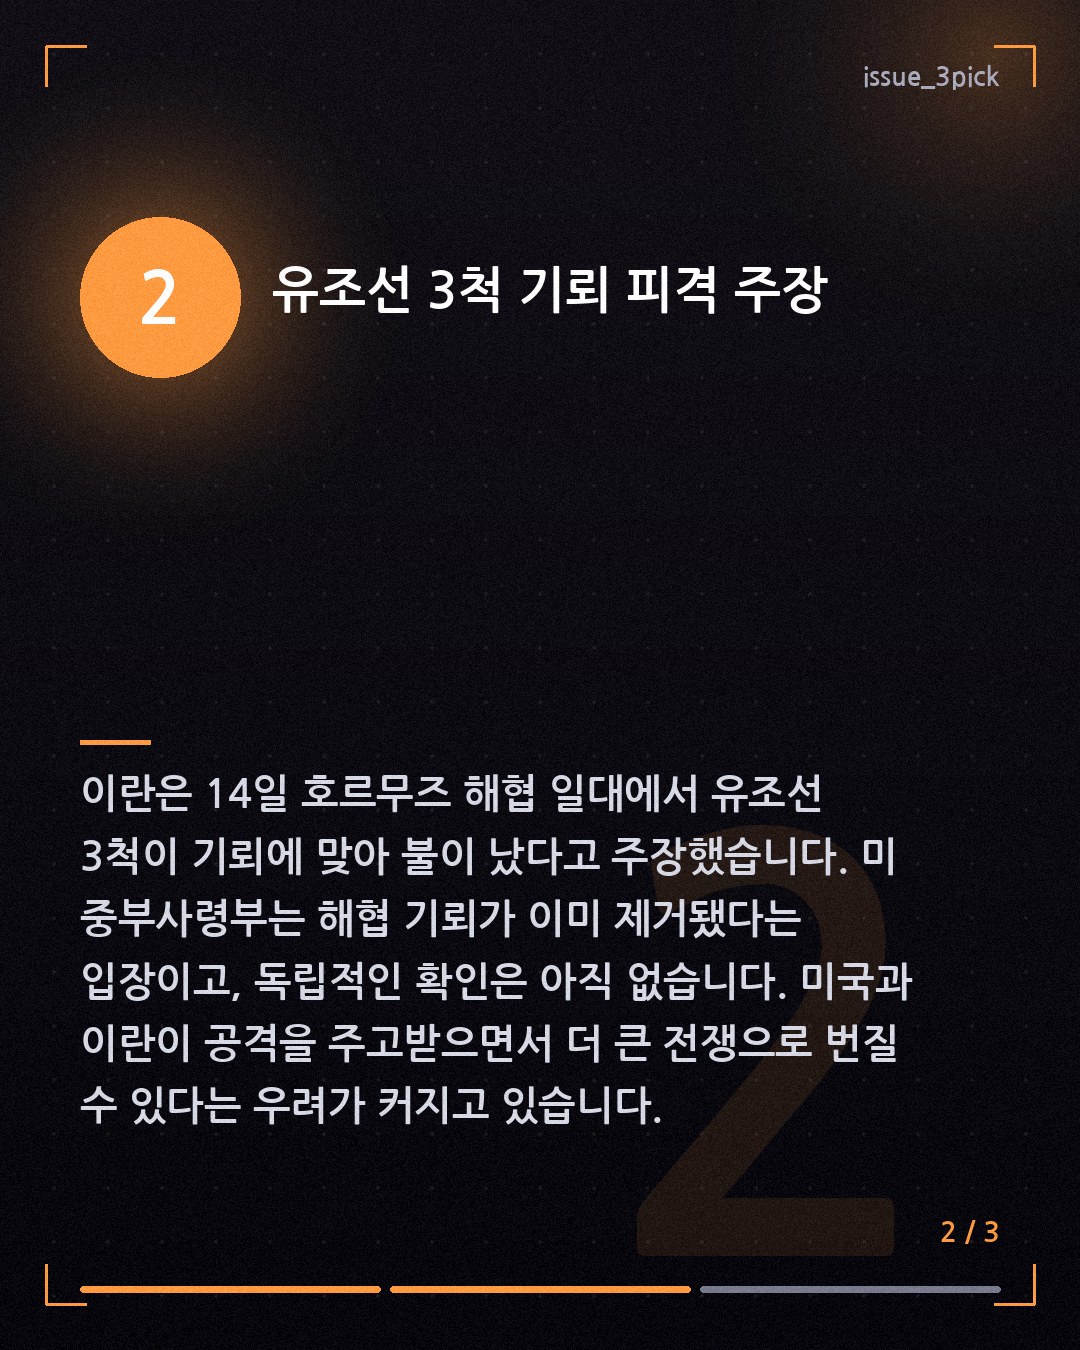 issue_3pick
2
유조선 3척 기뢰 피격 주장
이란은 14일 호르무즈 해협 일대에서 유조선
3척이 기뢰에 맞아 불이 났다고 주장했습니다. 미
중부사령부는 해협 기뢰가 이미 제거됐다는
입장이고, 독립적인 확인은 아직 없습니다. 미국과
이란이 공격을 주고받으면서 더 큰 전쟁으로 번질
수 있다는 우려가 커지고 있습니다.
2
2 / 3